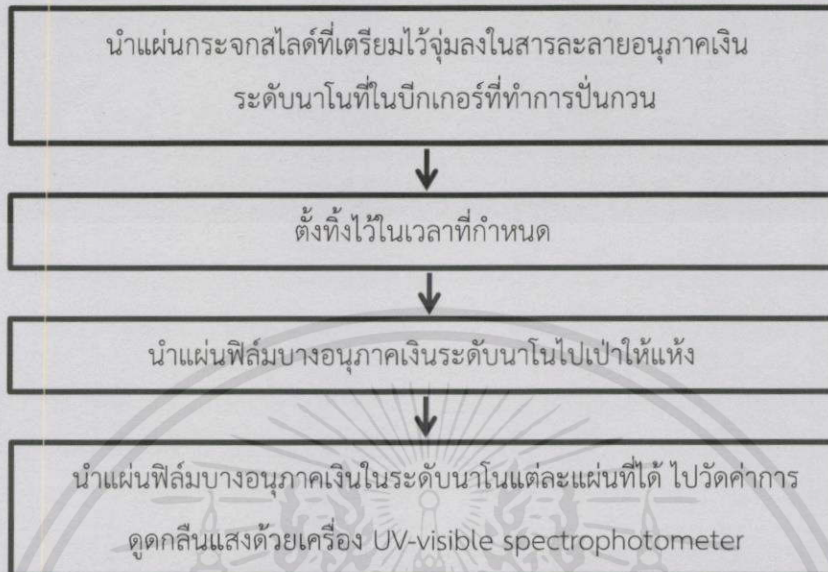 นำแผ่นกระจกสไลด์ที่เตรียมไว้จุ่มลงในสารละลายอนุภาคเงิน
ระดับนาโนที่ในบีกเกอร์ที่ทำการปั่นกวน
ตั้งทิ้งไว้ในเวลาที่กำหนด
นำแผ่นฟิล์มบางอนุภาคเงินระดับนาโนไปเป่าให้แห้ง
นำแผ่นฟิล์มบางอนุภาคเงินในระดับนาโนแต่ละแผ่นที่ได้ ไปวัดค่าการ
ดูดกลืนแสงด้วยเครื่อง UV-visible spectrophotometer